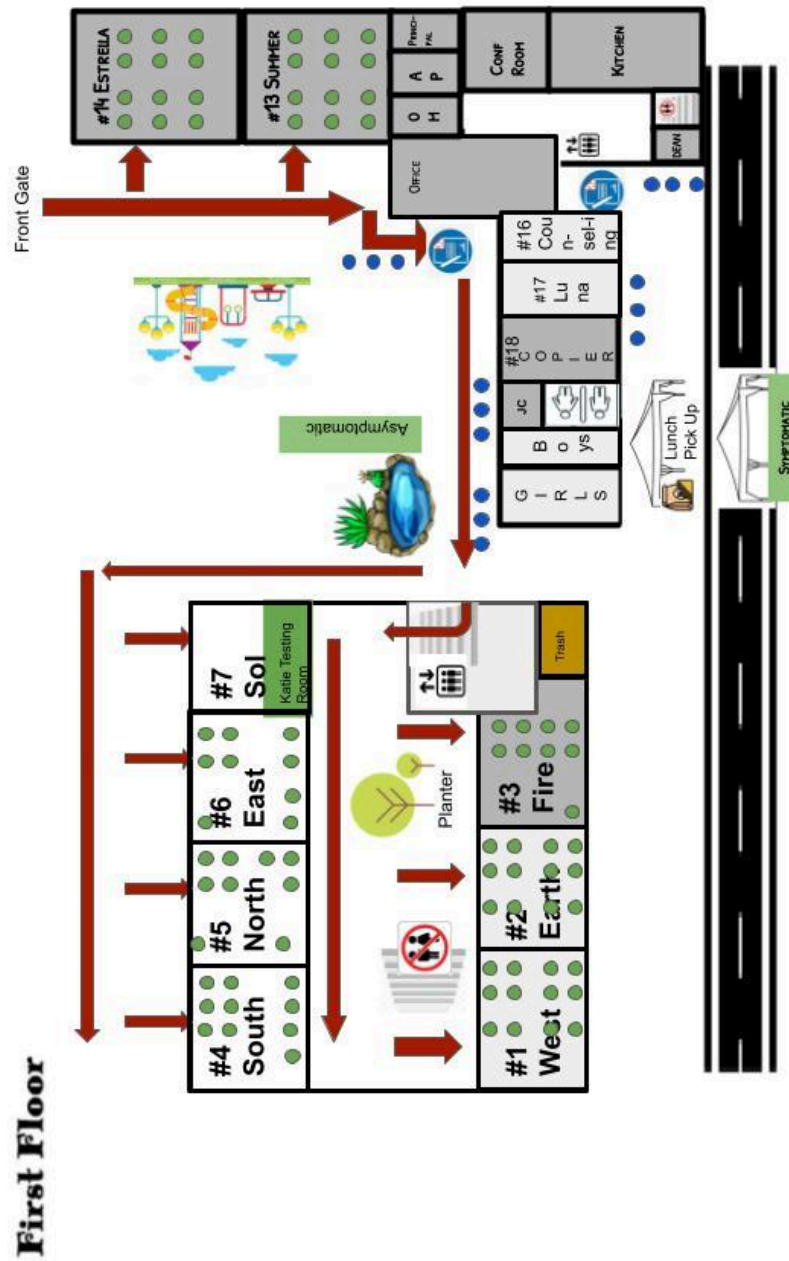 First Floor
Front Gate
#14 ESTRELLA
#13 SUMMER
PRINCI-
PAL
A
P
O
H
CONF
ROOM
KITCHEN
OFFICE
DEAN
#16
Cou
n-
sel-i
ng
#17
Lu
na
#18
C
O
P
I
E
R
JC
B
o
ys
G
I
R
L
S
Asymptomatic
Lunch
Pick Up
SYMPTOMATIC
#7
Sol
Katie Testing
Room
#6
East
#5
North
#4
South
Planter
Trash
#3
Fire
#2
Earth
#1
West